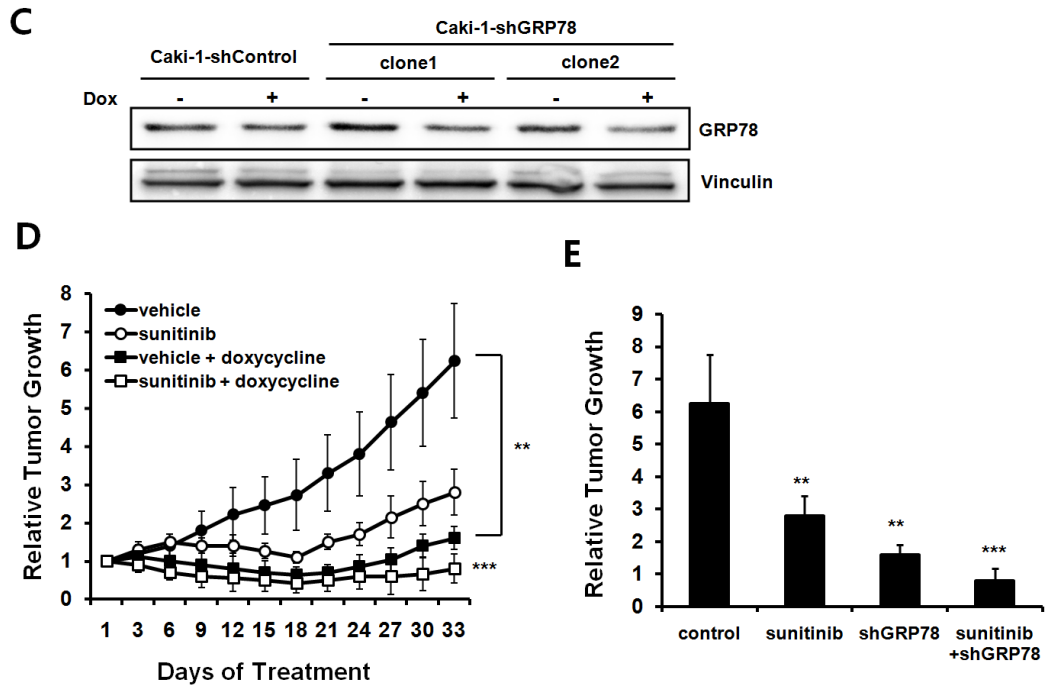 C
Caki-1-shGRP78
Caki-1-shControl
clone1
clone2
Dox - + - + - +
GRP78
Vinculin
D
Relative Tumor Growth
8
7
6
5
4
3
2
1
0
vehicle
sunitinib
vehicle + doxycycline
sunitinib + doxycycline
**
***
1 3 6 9 12 15 18 21 24 27 30 33
Days of Treatment
E
Relative Tumor Growth
9
8
7
6
5
4
3
2
1
0
**
**
***
control sunitinib shGRP78 sunitinib
+shGRP78